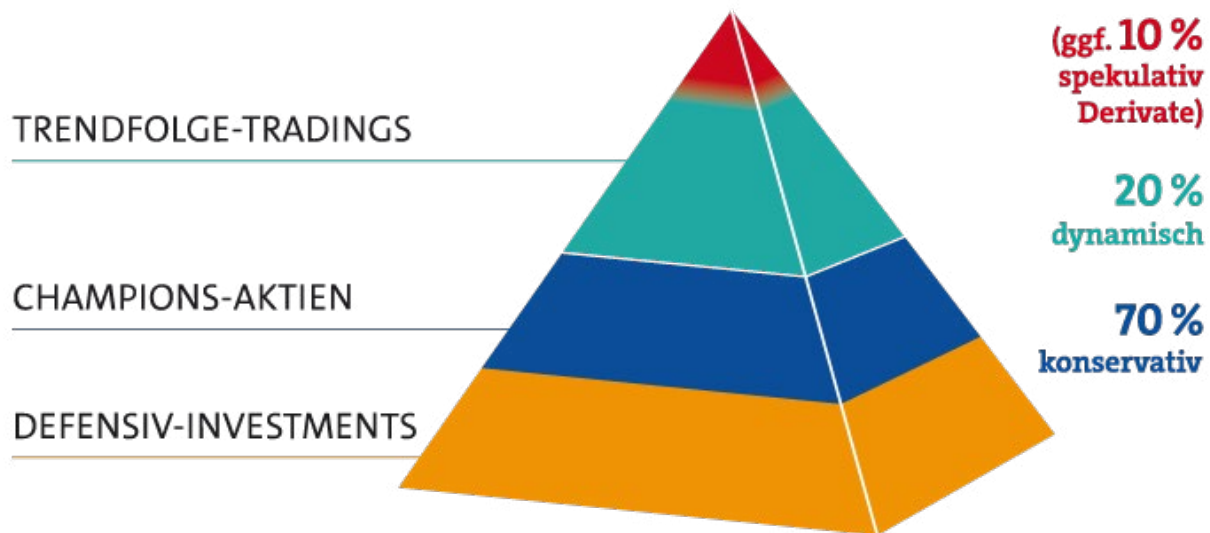 TRENDFOLGE-TRADINGS
CHAMPIONS-AKTIEN
DEFENSIV-INVESTMENTS
(ggf. 10 %
spekulativ
Derivate)
20 %
dynamisch
70 %
konservativ